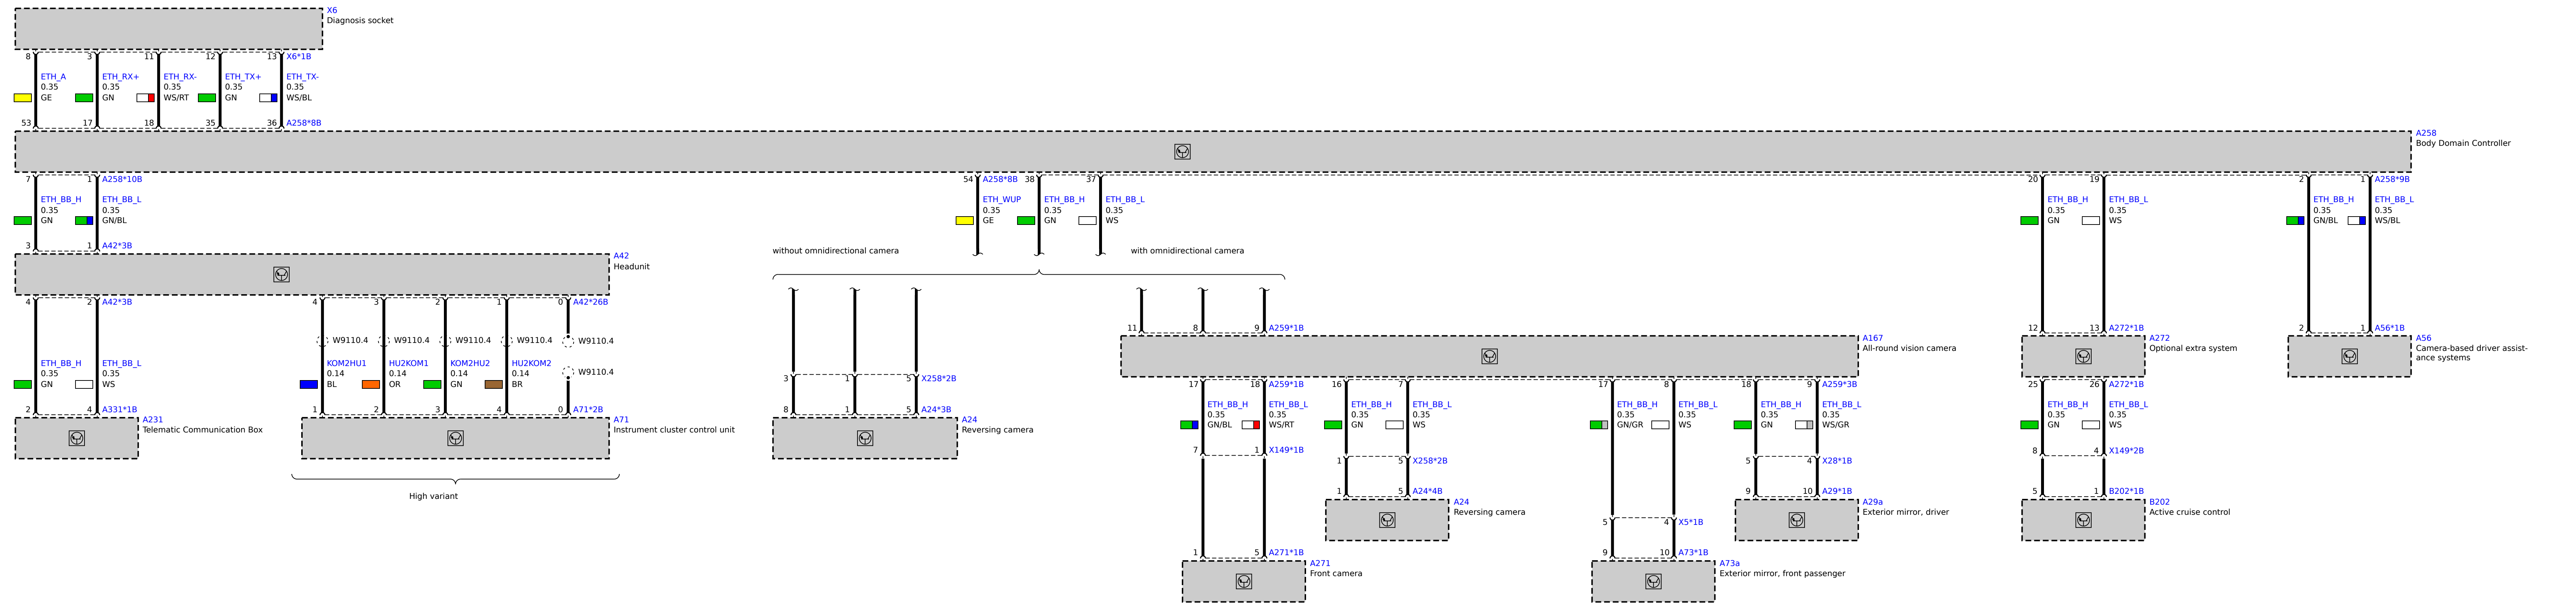 X6
Diagnosis socket
8 3 11 12 13 X6*1B
ETH_A ETH_RX+ ETH_RX- ETH_TX+ ETH_TX-
0.35 0.35 0.35 0.35 0.35
GE GN WS/RT GN WS/BL
53 17 18 35 36 A258*8B
A258
Body Domain Controller
7 1 A258*10B 54 A258*8B 38 37 20 19 2 1 A258*9B
ETH_BB_H ETH_BB_L ETH_WUP ETH_BB_H ETH_BB_L ETH_BB_H ETH_BB_L ETH_BB_H ETH_BB_L
0.35 0.35 0.35 0.35 0.35 0.35 0.35 0.35 0.35
GN GN/BL GE GN WS GN WS GN/BL WS/BL
3 1 A42*3B
without omnidirectional camera with omnidirectional camera
A42
Headunit
4 2 A42*3B 4 3 2 1 0 A42*26B
11 8 9 A259*1B 12 13 A272*1B 2 1 A56*1B
W9110.4 W9110.4 W9110.4 W9110.4 W9110.4
A167
All-round vision camera
A272
Optional extra system
A56
Camera-based driver assist-
ance systems
ETH_BB_H ETH_BB_L KOM2HU1 HU2KOM1 KOM2HU2 HU2KOM2 W9110.4
0.35 0.35 0.14 0.14 0.14 0.14
GN WS BL OR GN BR
3 1 5 X258*2B
17 18 A259*1B 16 7 17 8 18 9 A259*3B 25 26 A272*1B
2 4 A331*1B 1 2 3 4 0 A71*2B 8 1 5 A24*3B
ETH_BB_H ETH_BB_L ETH_BB_H ETH_BB_L ETH_BB_H ETH_BB_L ETH_BB_H ETH_BB_L ETH_BB_H ETH_BB_L
0.35 0.35 0.35 0.35 0.35 0.35 0.35 0.35 0.35 0.35
GN/BL WS/RT GN WS GN/GR WS GN WS/GR GN WS
A231
Telematic Communication Box
A71
Instrument cluster control unit
A24
Reversing camera
7 1 X149*1B 8 4 X149*2B
1 5 X258*2B 5 4 X28*1B
1 5 A24*4B 9 10 A29*1B 5 1 B202*1B
High variant
A24
Reversing camera
A29a
Exterior mirror, driver
B202
Active cruise control
5 4 X5*1B
1 5 A271*1B 9 10 A73*1B
A271
Front camera
A73a
Exterior mirror, front passenger